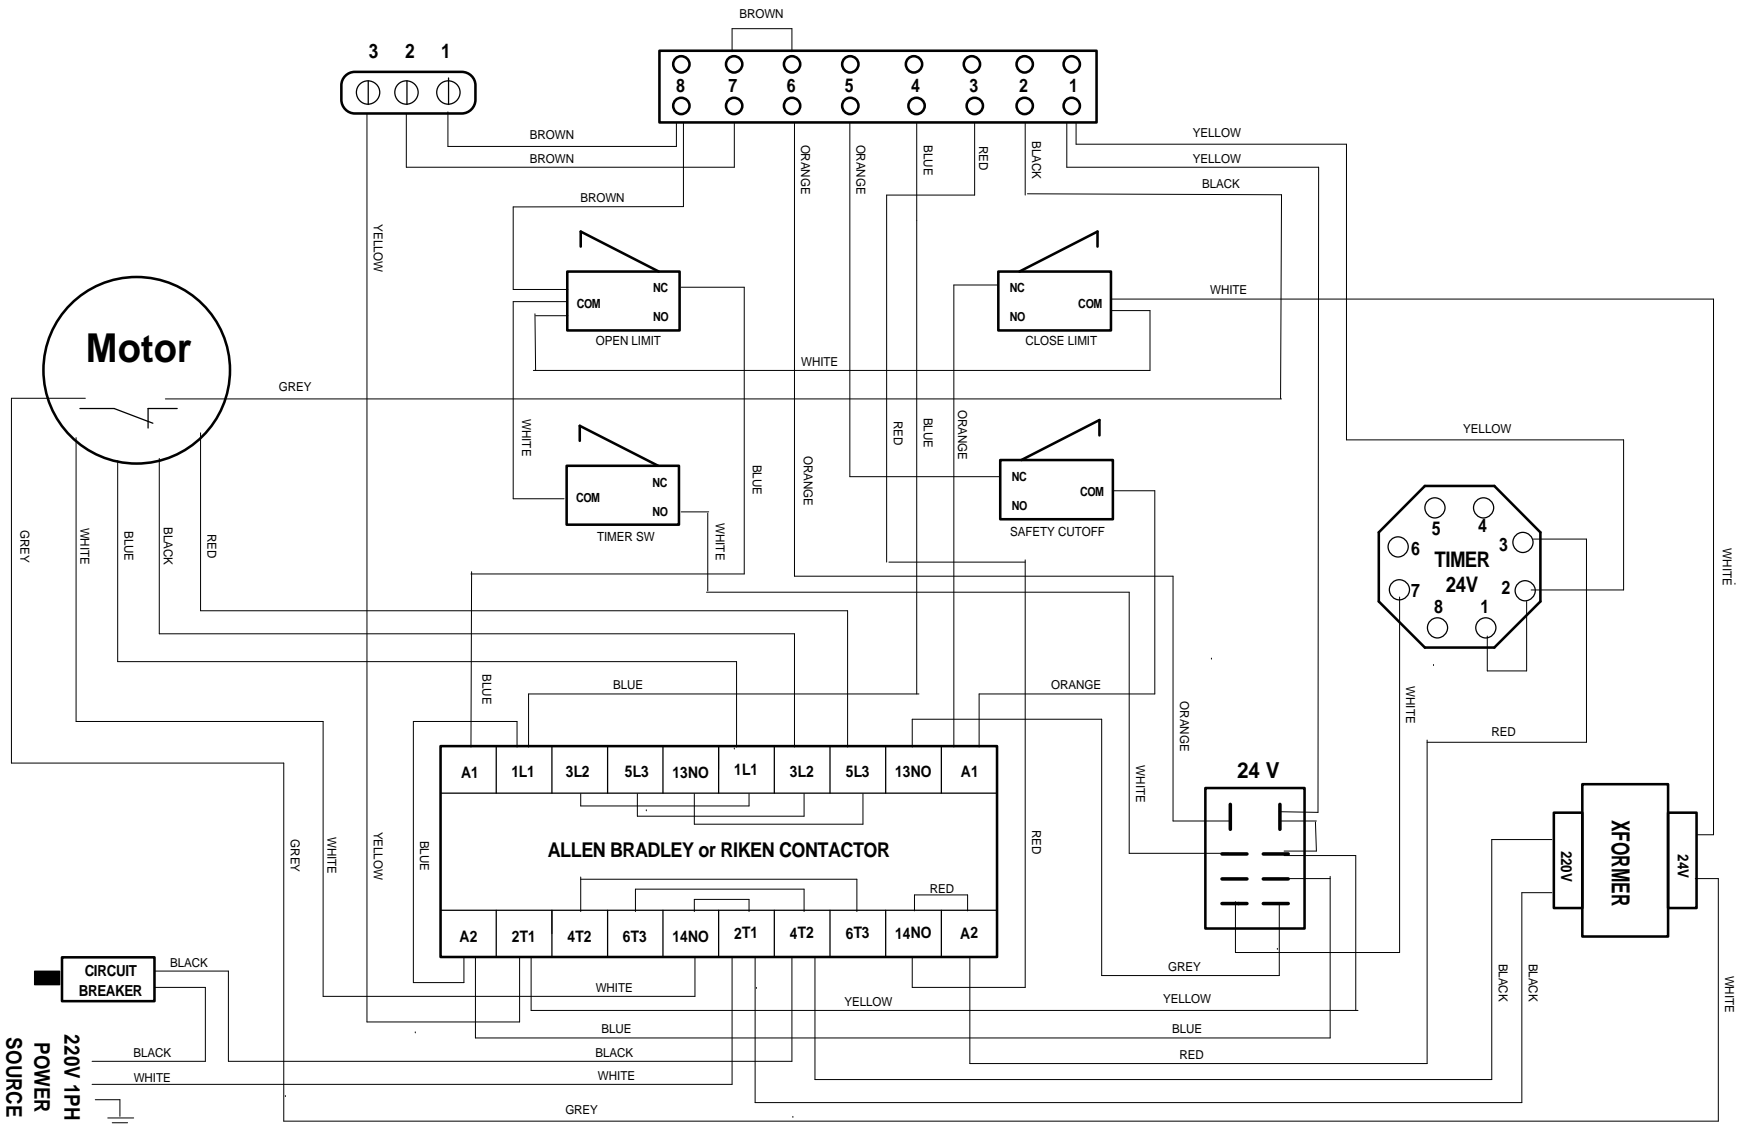 BROWN
3 2 1
8 7 6 5 4 3 2 1
BROWN
BROWN
BROWN
YELLOW
YELLOW
BLACK
ORANGE
ORANGE
BLUE
RED
BLACK
YELLOW
NC
COM
NO
OPEN LIMIT
NC
COM
NO
CLOSE LIMIT
WHITE
WHITE
Motor
GREY
WHITE
NC
COM
NO
TIMER SW
ORANGE
BLUE
WHITE
RED
BLUE
ORANGE
NC
COM
NO
SAFETY CUTOFF
YELLOW
5 4
6 3
TIMER
24V
7 2
8 1
WHITE
GREY
WHITE
BLUE
BLACK
RED
BLUE
BLUE
ORANGE
ORANGE
WHITE
RED
WHITE
A1 1L1 3L2 5L3 13NO 1L1 3L2 5L3 13NO A1
ALLEN BRADLEY or RIKEN CONTACTOR
RED
A2 2T1 4T2 6T3 14NO 2T1 4T2 6T3 14NO A2
GREY
WHITE
YELLOW
BLUE
RED
24 V
220V
XFORMER
24V
BLACK
BLACK
WHITE
CIRCUIT
BREAKER
BLACK
WHITE
YELLOW
YELLOW
GREY
BLUE
BLUE
BLACK
BLACK
RED
WHITE
WHITE
GREY
220V 1PH
POWER
SOURCE